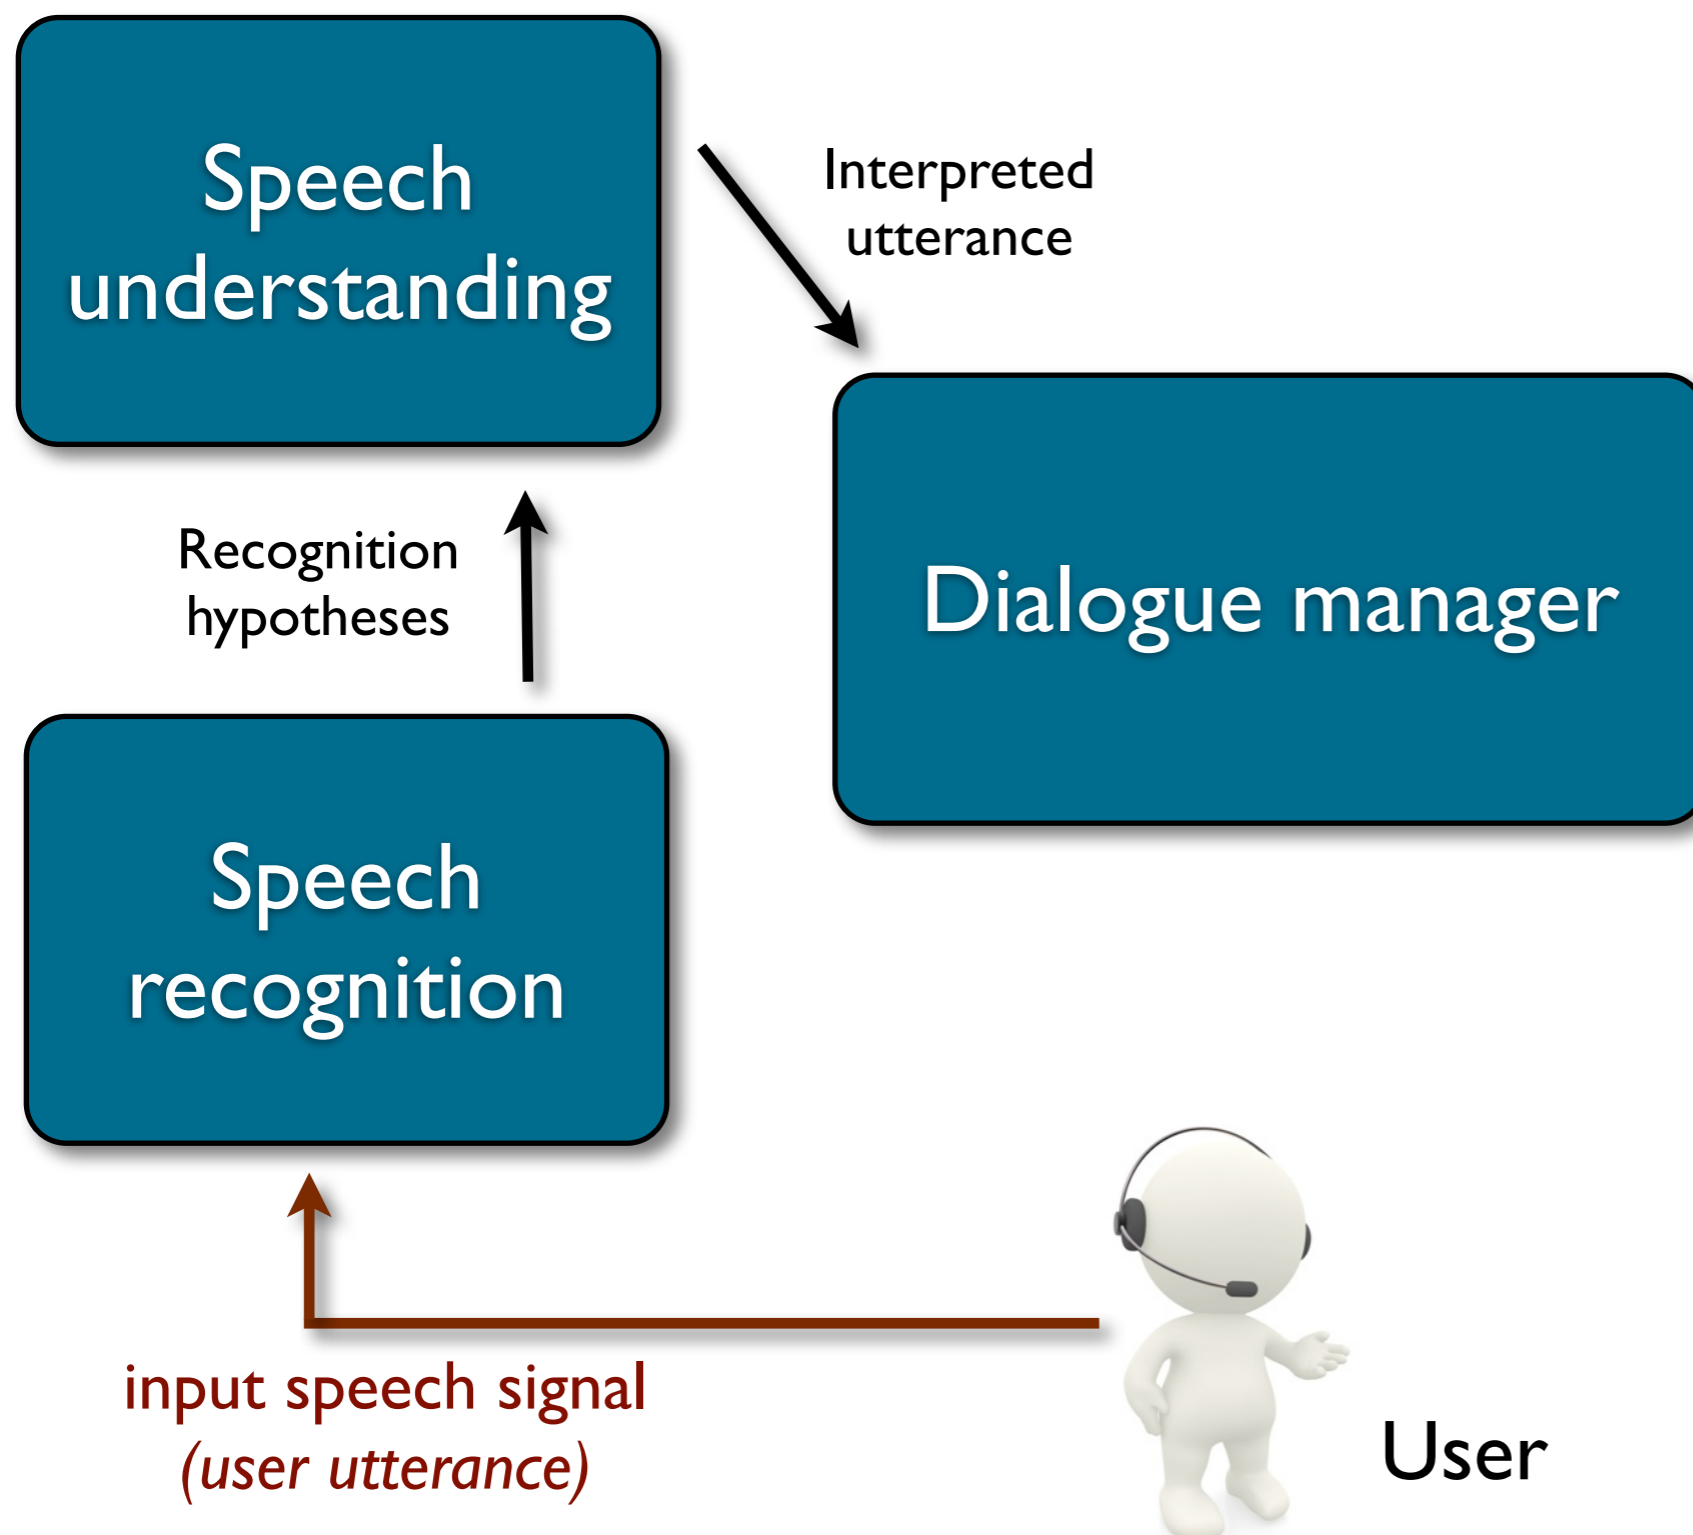 Speech
understanding
Interpreted
utterance
Recognition
hypotheses
Dialogue manager
Speech
recognition
input speech signal
(user utterance)
User